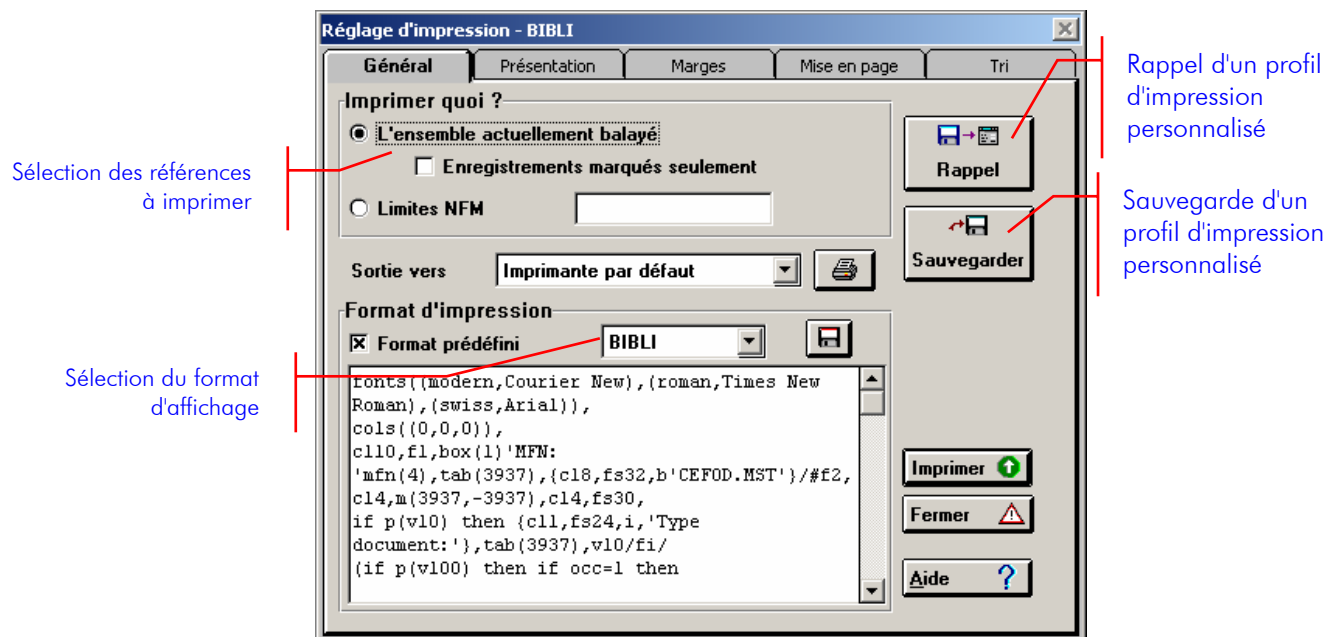 Réglage d'impression - BIBLI
Général
Présentation
Marges
Mise en page
Tri
Imprimer quoi ?
L'ensemble actuellement balayé
Enregistrements marqués seulement
Limites NFM
Rappel
Sauvegarder
Sortie vers
Imprimante par défaut
Format d'impression
Format prédéfini
BIBLI
fonts((modern,Courier New),(roman,Times New
Roman),(swiss,Arial)),
cols((0,0,0)),
cl10,fl,box(1)'MFN:
'mfn(4),tab(3937),{cl8,fs32,b'CEFOD.MST'}/#f2,
cl4,m(3937,-3937),cl4,fs30,
if p(v10) then {cl1,fs24,i,'Type
document:'},tab(3937),v10/fi/
(if p(v100) then if occ=1 then
Imprimer
Fermer
Aide
?
Sélection des références
à imprimer
Sélection du format
d'affichage
Rappel d'un profil
d'impression
personnalisé
Sauvegarde d'un
profil d'impression
personnalisé